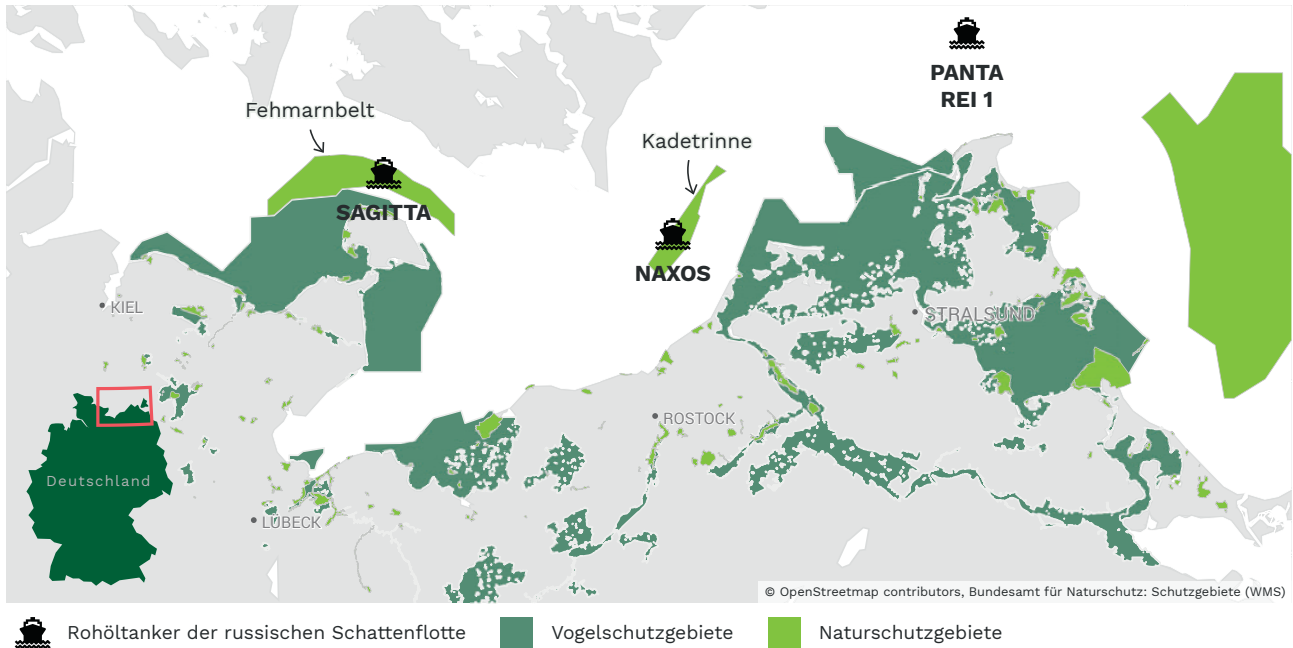 PANTA
REI 1
Fehmarnbelt
Kadetrinne
SAGITTA
NAXOS
KIEL
STRALSUND
ROSTOCK
Deutschland
LÜBECK
© OpenStreetmap contributors, Bundesamt für Naturschutz: Schutzgebiete (WMS)
Rohöltanker der russischen Schattenflotte
Vogelschutzgebiete
Naturschutzgebiete